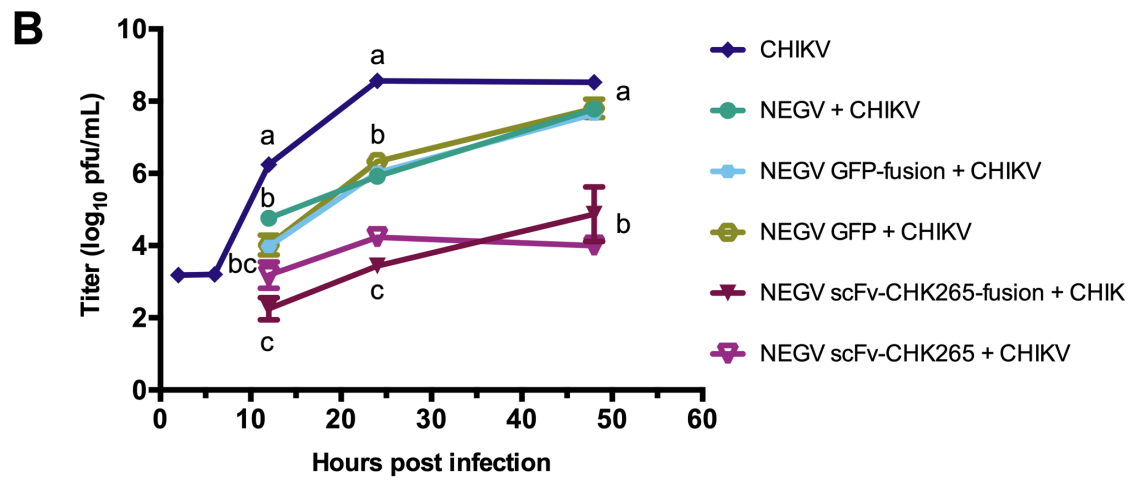 B
10
8
6
4
2
0
Titer (log10 pfu/mL)
a
a
b
b
bc
c
c
a
b
0 10 20 30 40 50 60
Hours post infection
CHIKV
NEGV + CHIKV
NEGV GFP-fusion + CHIKV
NEGV GFP + CHIKV
NEGV scFv-CHK265-fusion + CHIK
NEGV scFv-CHK265 + CHIKV